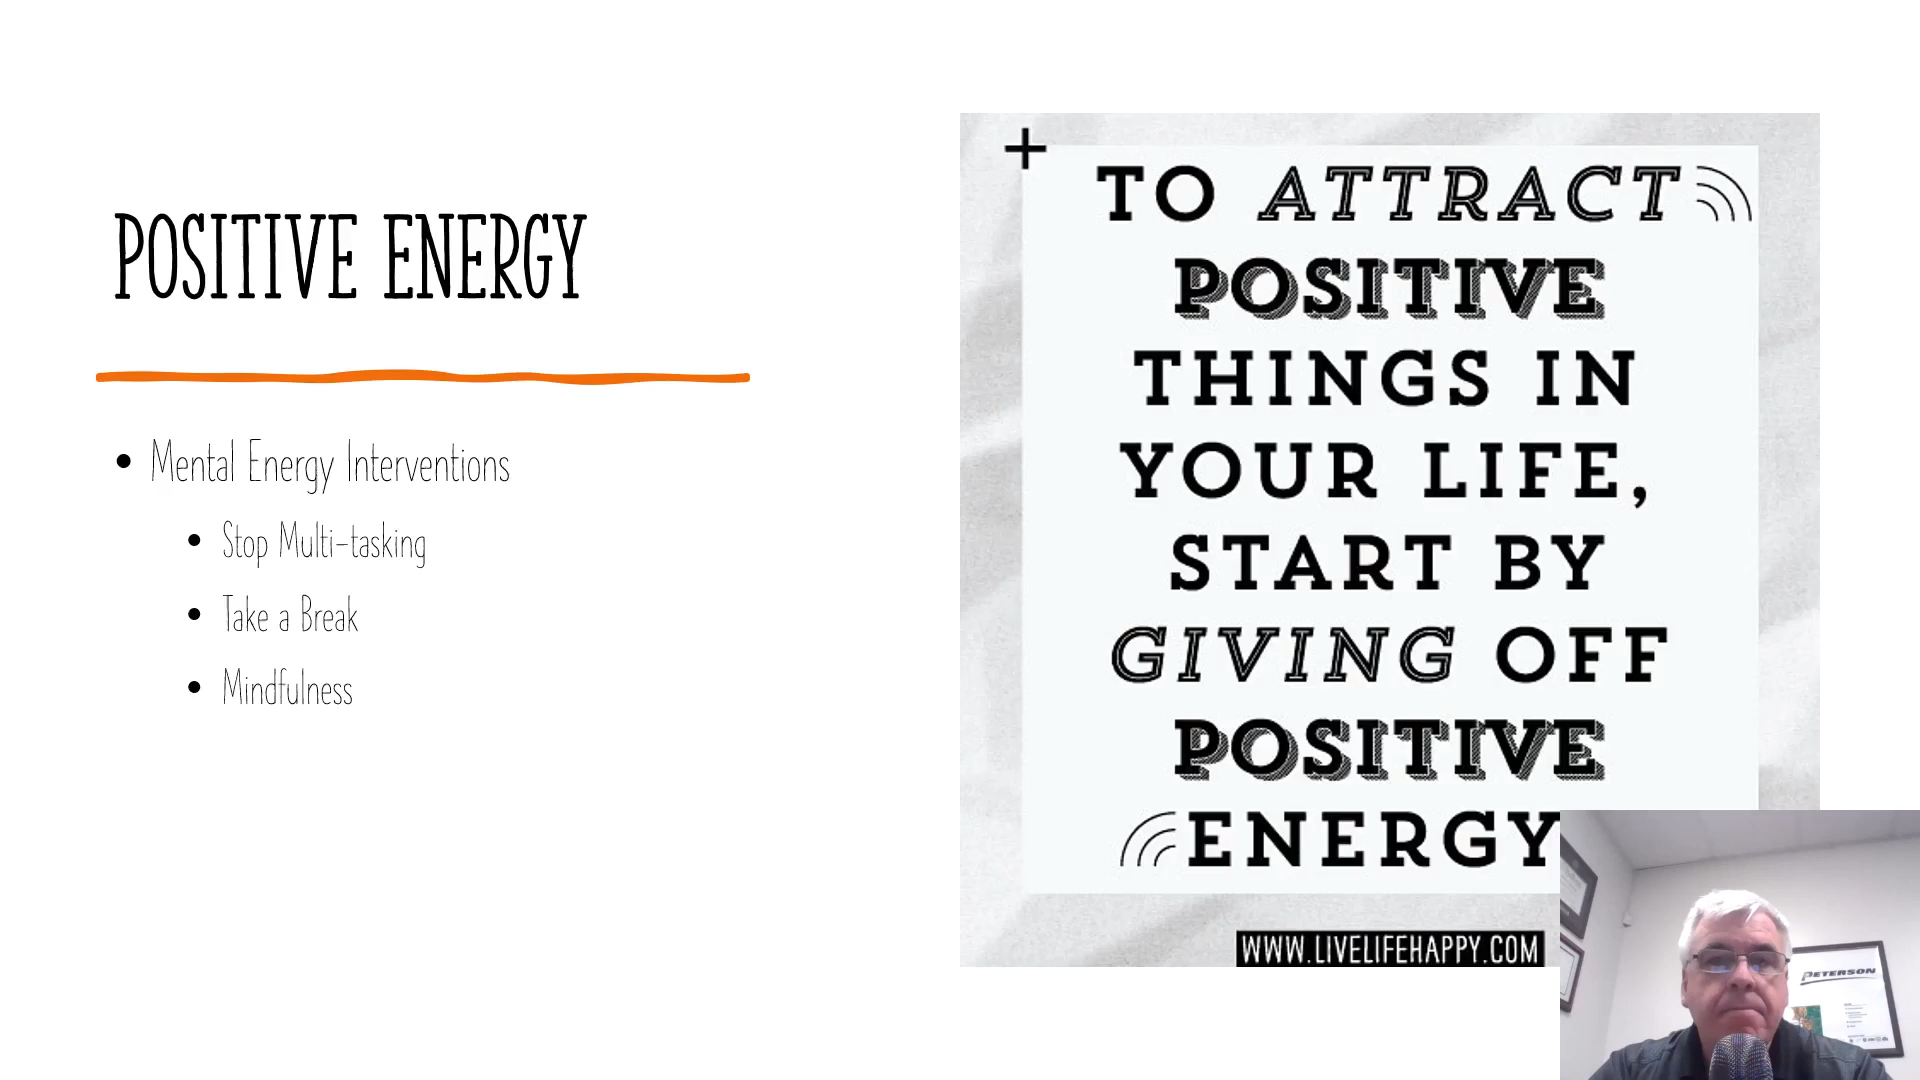 POSITIVE ENERGY
Mental Energy Interventions
Stop Multi-tasking
Take a Break
Mindfulness
TO ATTRACT
POSITIVE
THINGS IN
YOUR LIFE,
START BY
GIVING OFF
POSITIVE
ENERGY
WWW.LIVELIFEHAPPY.COM
PETERSON